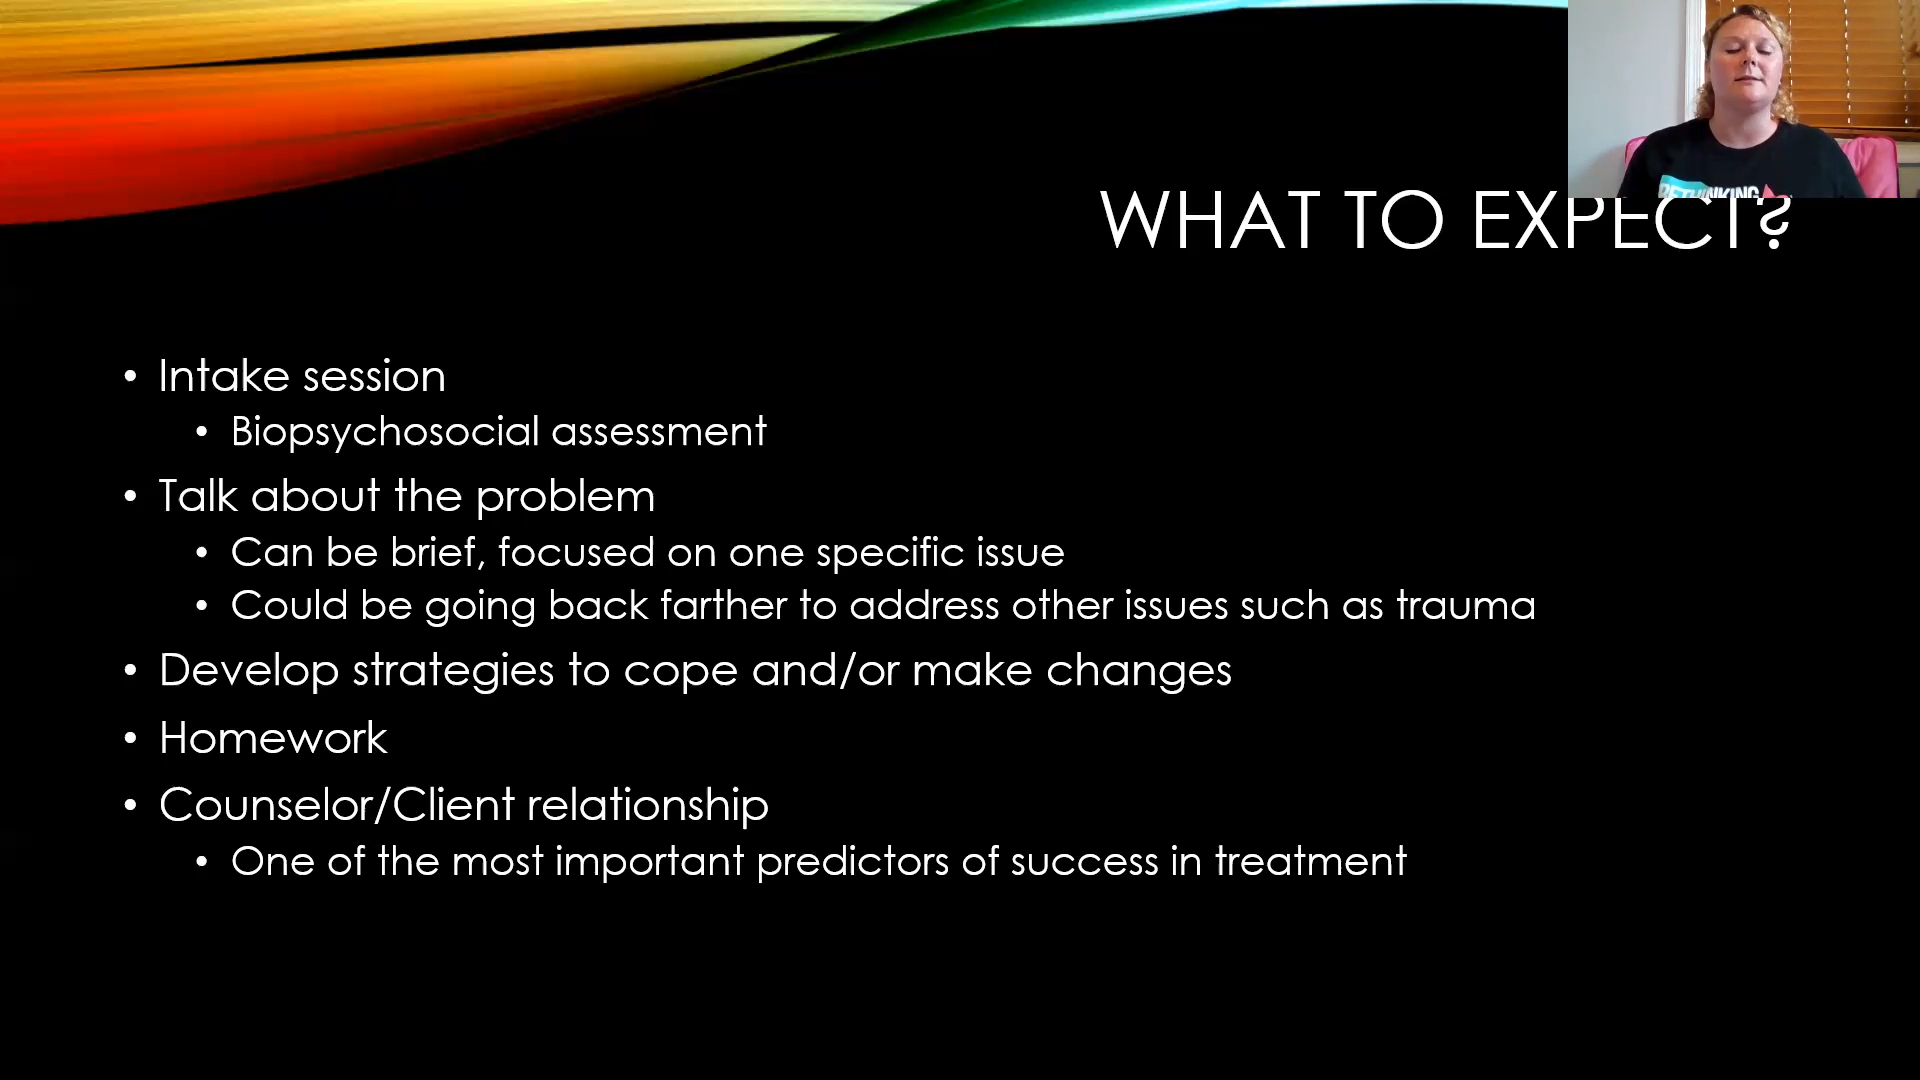 RETHINKING
WHAT TO EXPECT?
• Intake session
• Biopsychosocial assessment
• Talk about the problem
• Can be brief, focused on one specific issue
• Could be going back farther to address other issues such as trauma
• Develop strategies to cope and/or make changes
• Homework
• Counselor/Client relationship
• One of the most important predictors of success in treatment